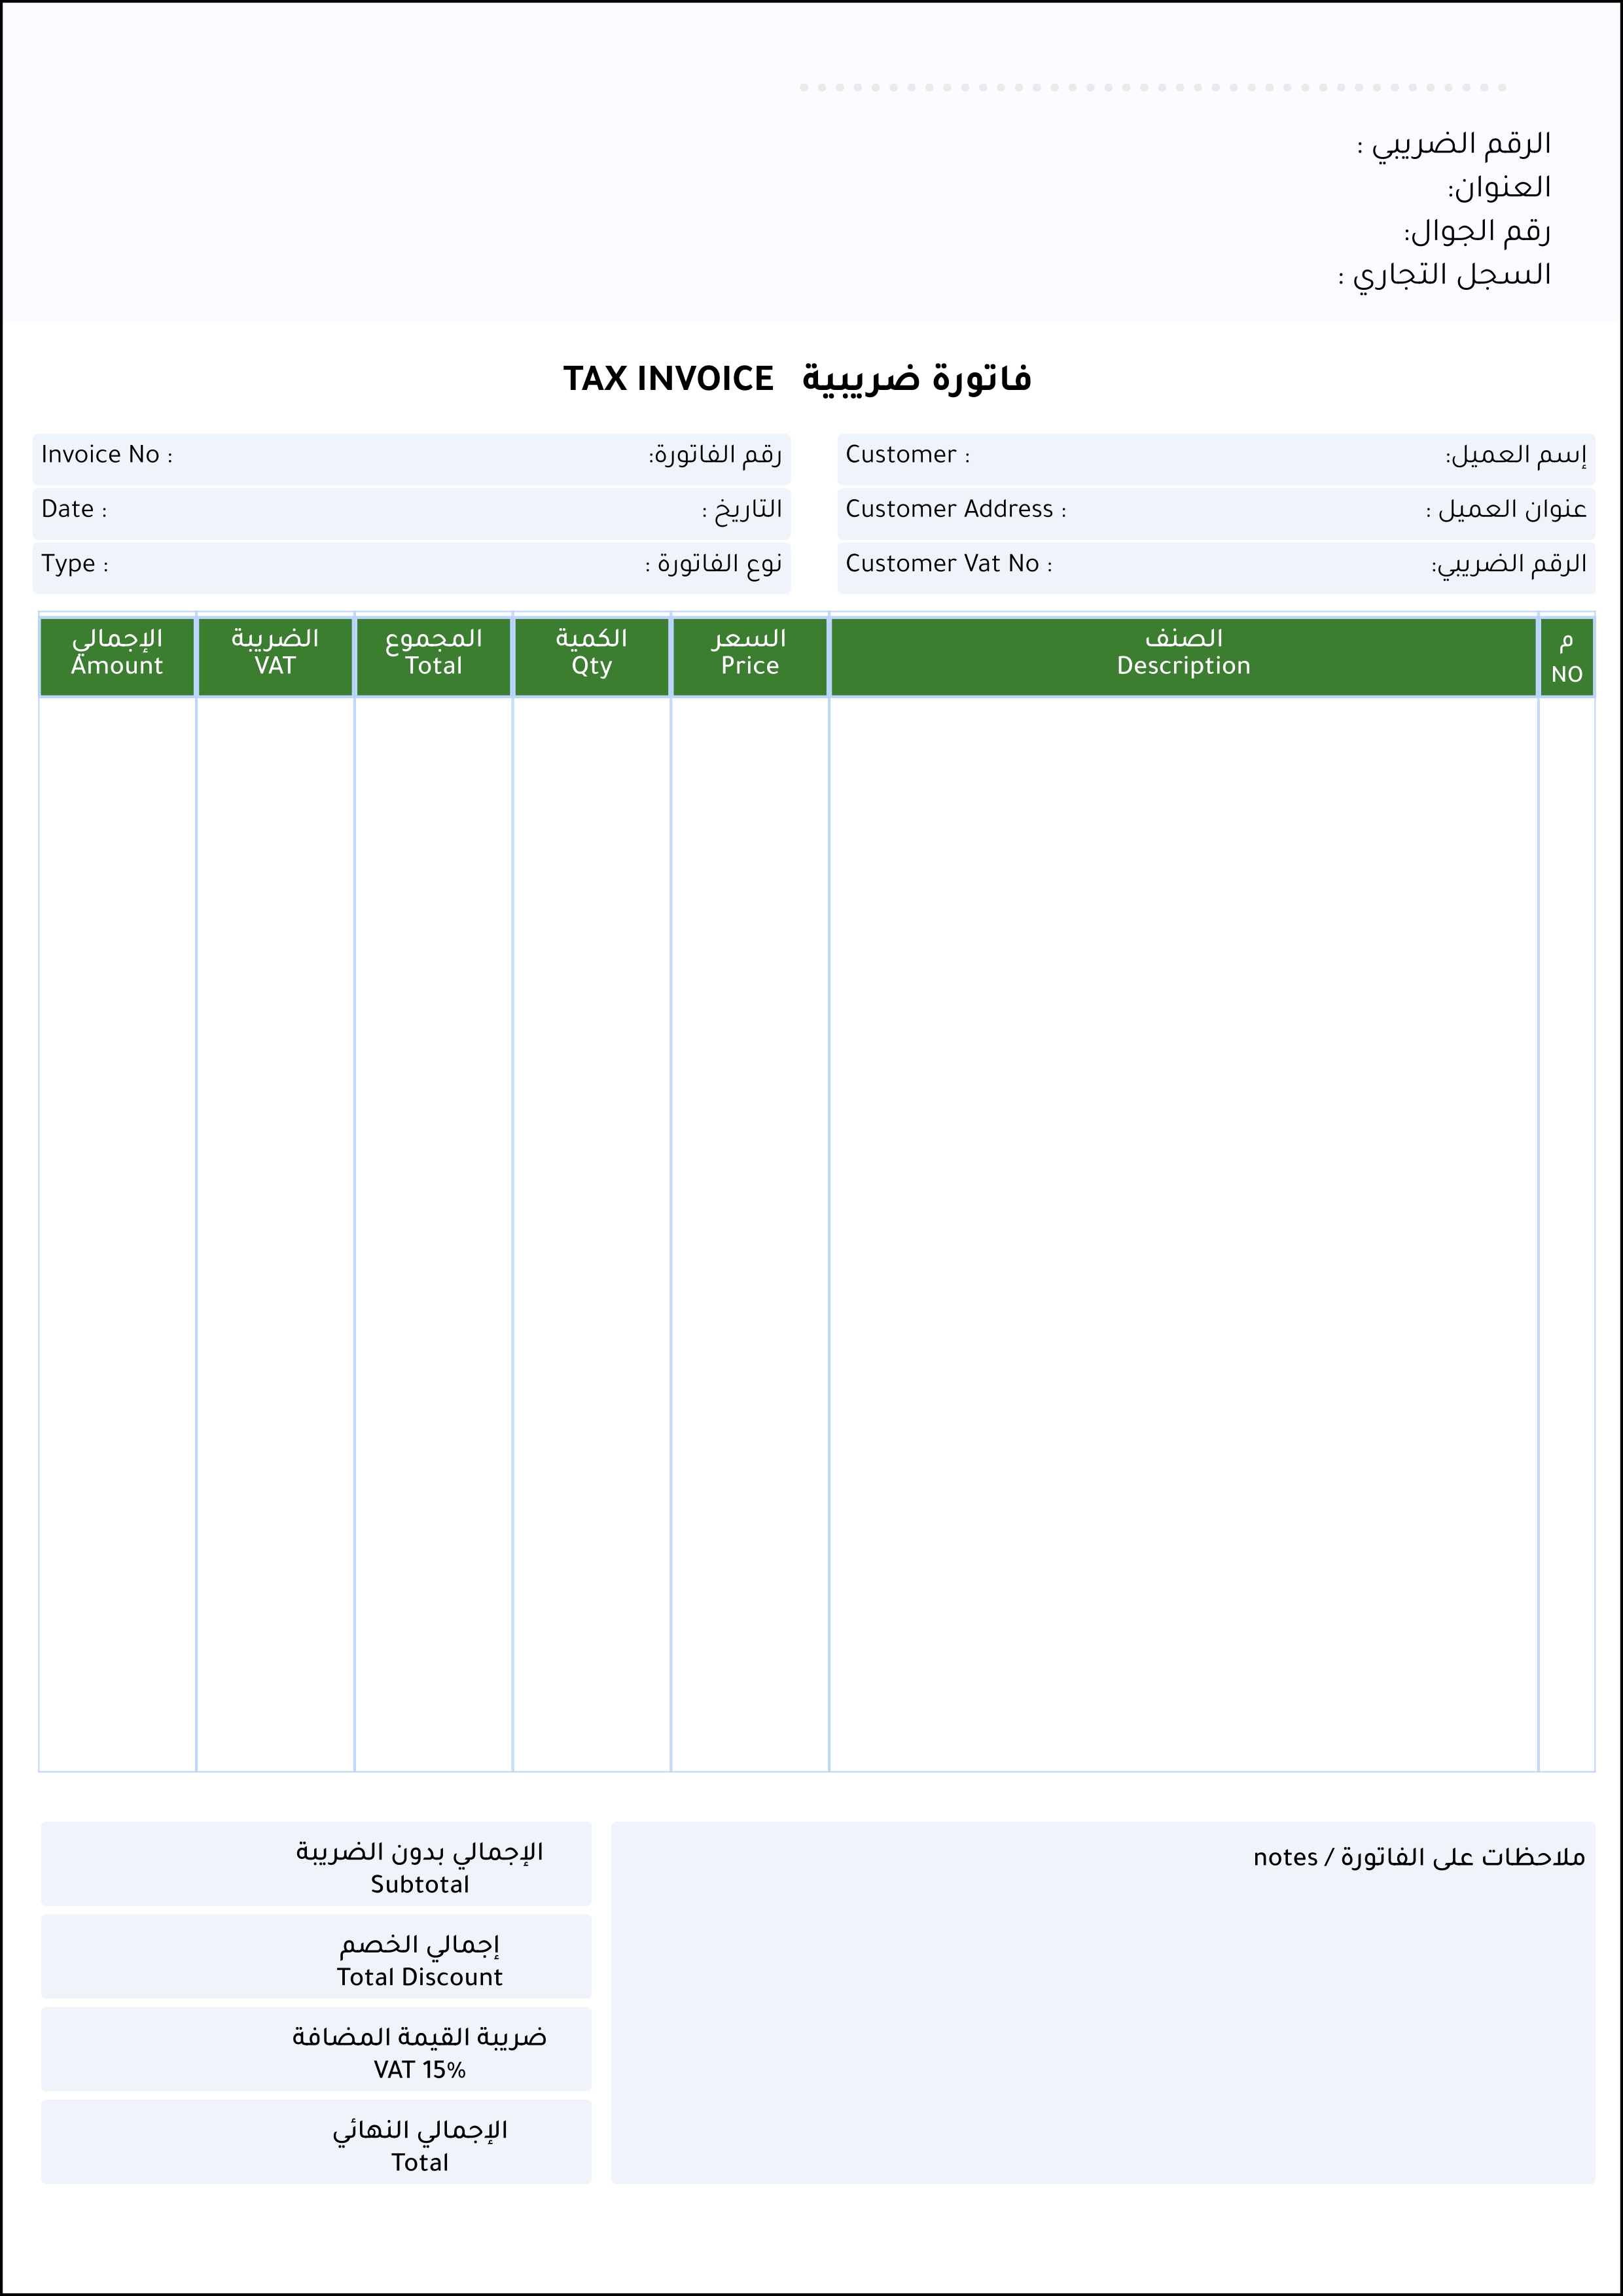 الرقم الضريبي :
العنوان:
رقم الجوال:
السجل التجاري :
فاتورة ضريبية TAX INVOICE
إسم العميل: Customer :
عنوان العميل : Customer Address :
الرقم الضريبي: Customer Vat No :
رقم الفاتورة: Invoice No :
التاريخ : Date :
نوع الفاتورة : Type :
م
NO
الصنف
Description
السعر
Price
الكمية
Qty
المجموع
Total
الضريبة
VAT
الإجمالي
Amount
ملاحظات على الفاتورة / notes
الإجمالي بدون الضريبة
Subtotal
إجمالي الخصم
Total Discount
ضريبة القيمة المضافة
VAT 15%
الإجمالي النهائي
Total